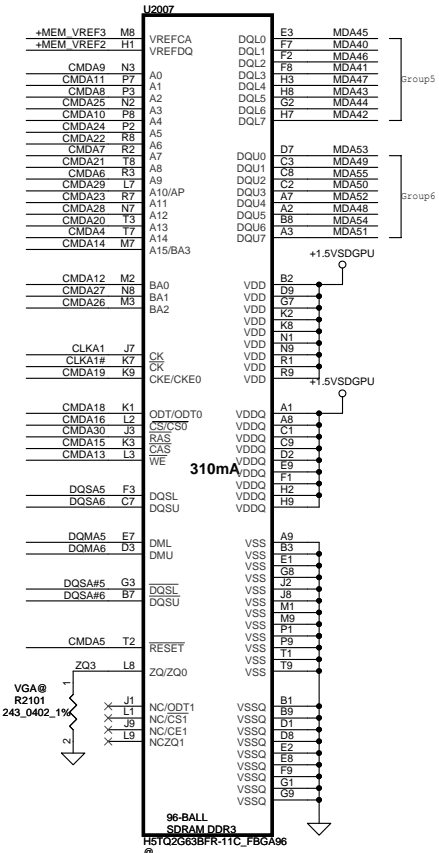 U2007
+MEM_VREF3 M8 VREFCA
+MEM_VREF2 H1 VREFDQ
CMDA9 N3 A0
CMDA11 P7 A1
CMDA8 P3 A2
CMDA25 N2 A3
CMDA10 P8 A4
CMDA24 P2 A5
CMDA22 R8 A6
CMDA7 R2 A7
CMDA21 T8 A8
CMDA6 R3 A9
CMDA29 L7 A10/AP
CMDA23 R7 A11
CMDA28 N7 A12
CMDA20 T3 A13
CMDA4 T7 A14
CMDA14 M7 A15/BA3
CMDA12 M2 BA0
CMDA27 N8 BA1
CMDA26 M3 BA2
CLKA1 J7 CK
CLKA1# K7 CK
CMDA19 K9 CKE/CKE0
CMDA18 K1 ODT/ODT0
CMDA16 L2 CS/CS0
CMDA30 J3 RAS
CMDA15 K3 CAS
CMDA13 L3 WE
310mA
DQSA5 F3 DQSL
DQSA6 C7 DQSU
DQMA5 E7 DML
DQMA6 D3 DMU
DQSA#5 G3 DQSL
DQSA#6 B7 DQSU
CMDA5 T2 RESET
ZQ3 L8 ZQ/ZQ0
VGA@
R2101
243_0402_1%
1
2
J1 NC/ODT1
L1 NC/CS1
J9 NC/CE1
L9 NCZQ1
DQL0 E3 MDA45
DQL1 F7 MDA40
DQL2 F2 MDA46
DQL3 F8 MDA41
DQL4 H3 MDA47
DQL5 H8 MDA43
DQL6 G2 MDA44
DQL7 H7 MDA42
Group5
DQU0 D7 MDA53
DQU1 C3 MDA49
DQU2 C8 MDA55
DQU3 C2 MDA50
DQU4 A7 MDA52
DQU5 A2 MDA48
DQU6 B8 MDA54
DQU7 A3 MDA51
Group6
+1.5VSDGPU
VDD B2
VDD D9
VDD G7
VDD K2
VDD K8
VDD N1
VDD N9
VDD R1
VDD R9
+1.5VSDGPU
VDDQ A1
VDDQ A8
VDDQ C1
VDDQ C9
VDDQ D2
VDDQ E9
VDDQ F1
VDDQ H2
VDDQ H9
VSS A9
VSS B3
VSS E1
VSS G8
VSS J2
VSS J8
VSS M1
VSS M9
VSS P1
VSS P9
VSS T1
VSS T9
VSSQ B1
VSSQ B9
VSSQ D1
VSSQ D8
VSSQ E2
VSSQ E8
VSSQ F9
VSSQ G1
VSSQ G9
96-BALL
SDRAM DDR3
H5TQ2G63BFR-11C_FBGA96
@